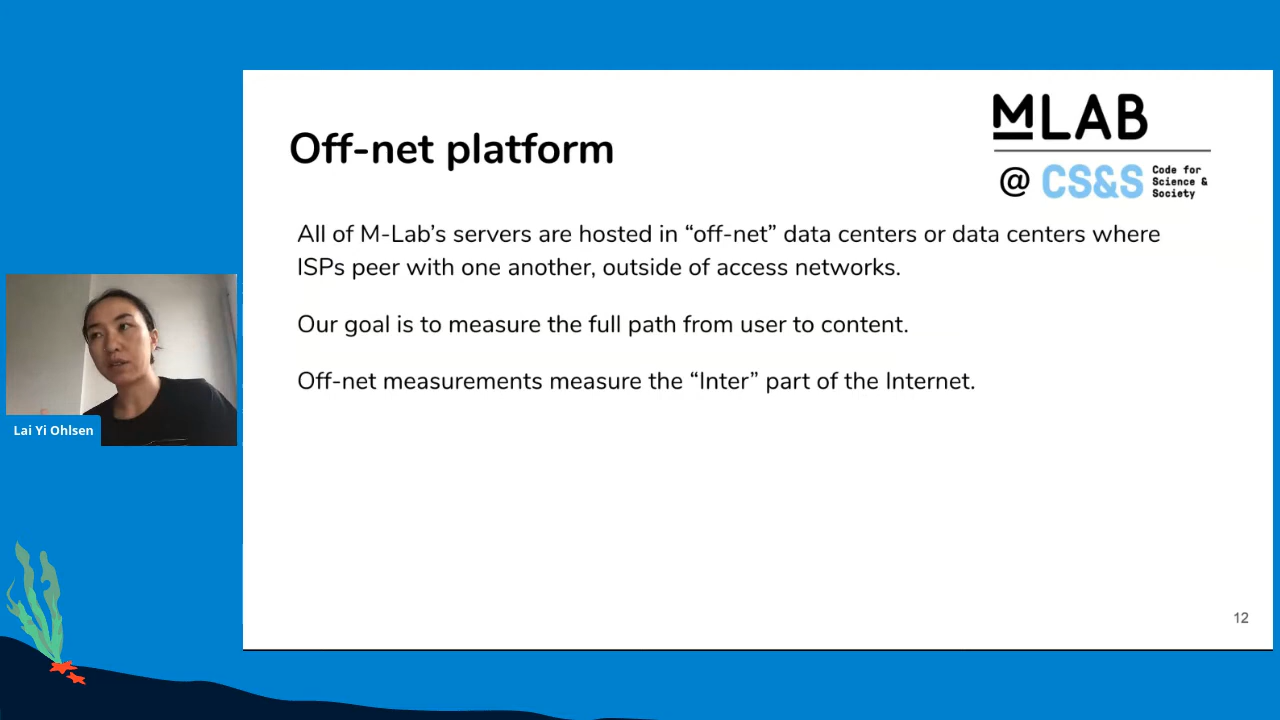 MLAB
@ CS&S Code for
Science &
Society
Off-net platform
All of M-Lab’s servers are hosted in “off-net” data centers or data centers where
ISPs peer with one another, outside of access networks.
Our goal is to measure the full path from user to content.
Off-net measurements measure the “Inter” part of the Internet.
Lai Yi Ohlsen
12